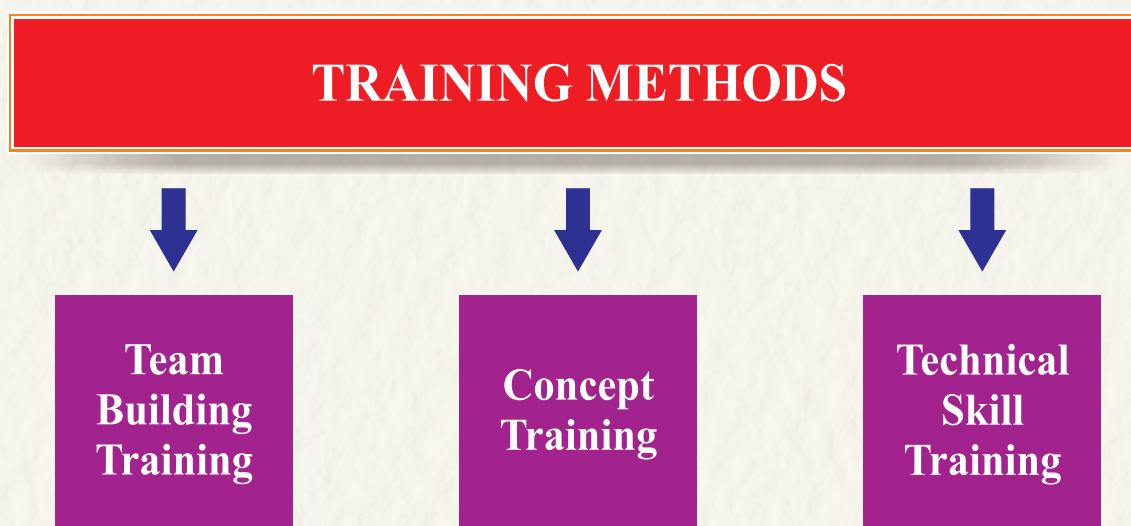 TRAINING METHODS
Team
Building
Training
Concept
Training
Technical
Skill
Training